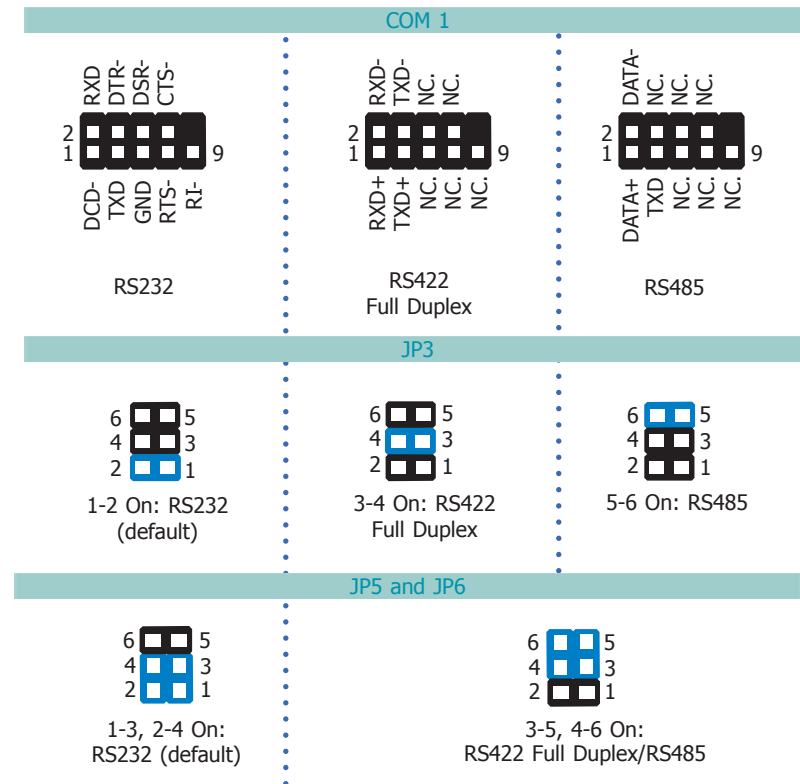 COM 1
RXD
DTR-
DSR-
CTS-
2
1
9
DCD-
TXD
GND
RTS-
RI-
RS232
RXD-
TXD-
NC.
NC.
2
1
9
RXD+
TXD+
NC.
NC.
NC.
RS422
Full Duplex
DATA-
NC.
NC.
NC.
2
1
9
DATA+
TXD
NC.
NC.
NC.
RS485
JP3
6 5
4 3
2 1
1-2 On: RS232
(default)
6 5
4 3
2 1
3-4 On: RS422
Full Duplex
6 5
4 3
2 1
5-6 On: RS485
JP5 and JP6
6 5
4 3
2 1
1-3, 2-4 On:
RS232 (default)
6 5
4 3
2 1
3-5, 4-6 On:
RS422 Full Duplex/RS485